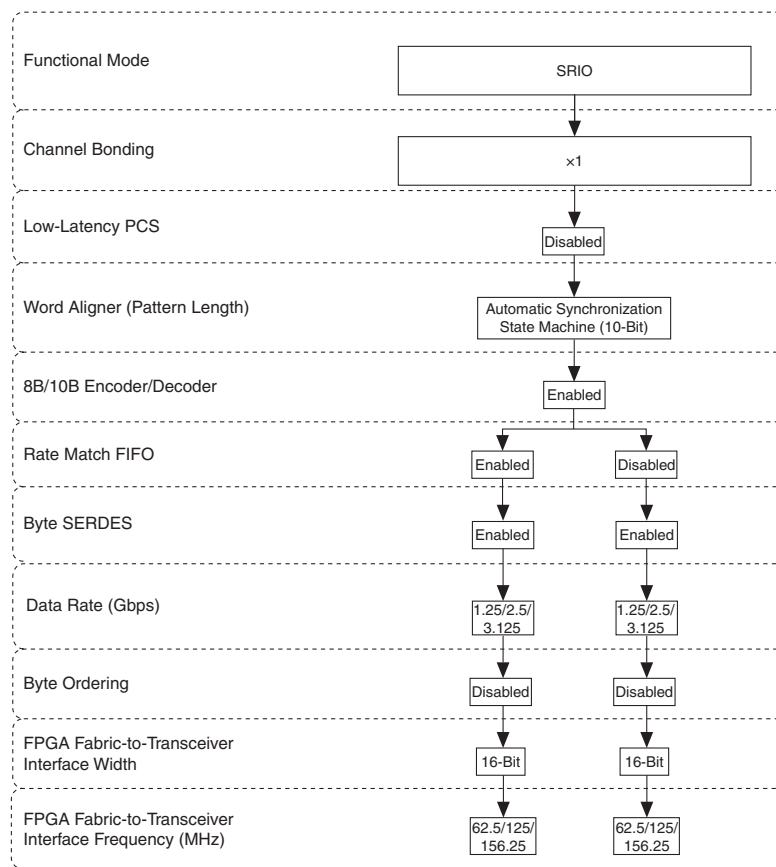 Functional Mode
SRIO
Channel Bonding
×1
Low-Latency PCS
Disabled
Word Aligner (Pattern Length)
Automatic Synchronization
State Machine (10-Bit)
8B/10B Encoder/Decoder
Enabled
Rate Match FIFO
Enabled
Disabled
Byte SERDES
Enabled
Enabled
Data Rate (Gbps)
1.25/2.5/
3.125
1.25/2.5/
3.125
Byte Ordering
Disabled
Disabled
FPGA Fabric-to-Transceiver
Interface Width
16-Bit
16-Bit
FPGA Fabric-to-Transceiver
Interface Frequency (MHz)
62.5/125/
156.25
62.5/125/
156.25